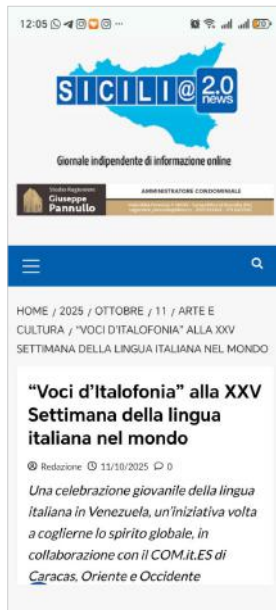 12:05
SICILI@ 2.0
news
Giornale indipendente di informazione online
Studio Ragionier
Giuseppe
Pannullo
AMMINISTRATORE CONDOMINIALE
HOME / 2025 / OTTOBRE / 11 / ARTE E
CULTURA / “VOCI D’ITALOFONIA” ALLA XXV
SETTIMANA DELLA LINGUA ITALIANA NEL MONDO
“Voci d’Italofonia” alla XXV
Settimana della lingua
italiana nel mondo
Redazione 11/10/2025 0
Una celebrazione giovanile della lingua
italiana in Venezuela, un’iniziativa volta
a coglierne lo spirito globale, in
collaborazione con il COM.it.ES di
Caracas, Oriente e Occidente